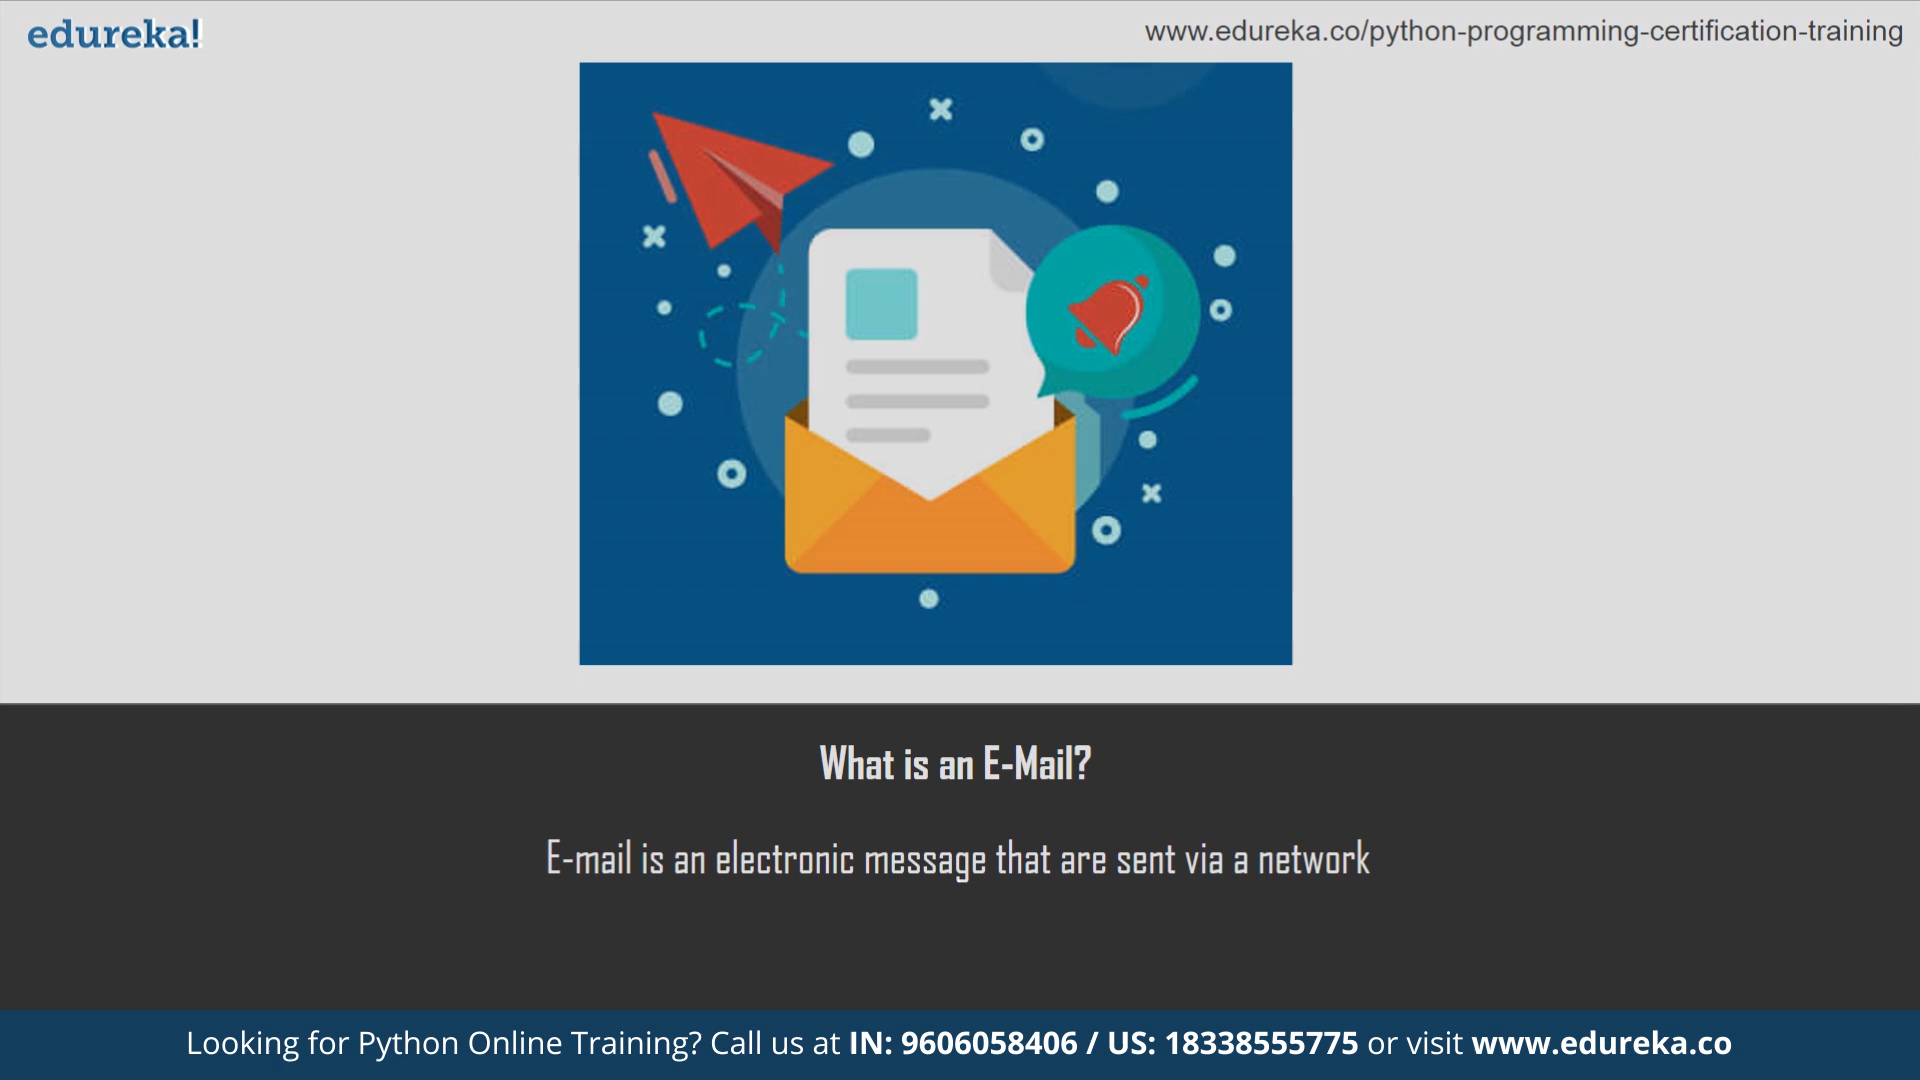 edureka!
www.edureka.co/python-programming-certification-training
What is an E-Mail?
E-mail is an electronic message that are sent via a network
Looking for Python Online Training? Call us at IN: 9606058406 / US: 18338555775 or visit www.edureka.co